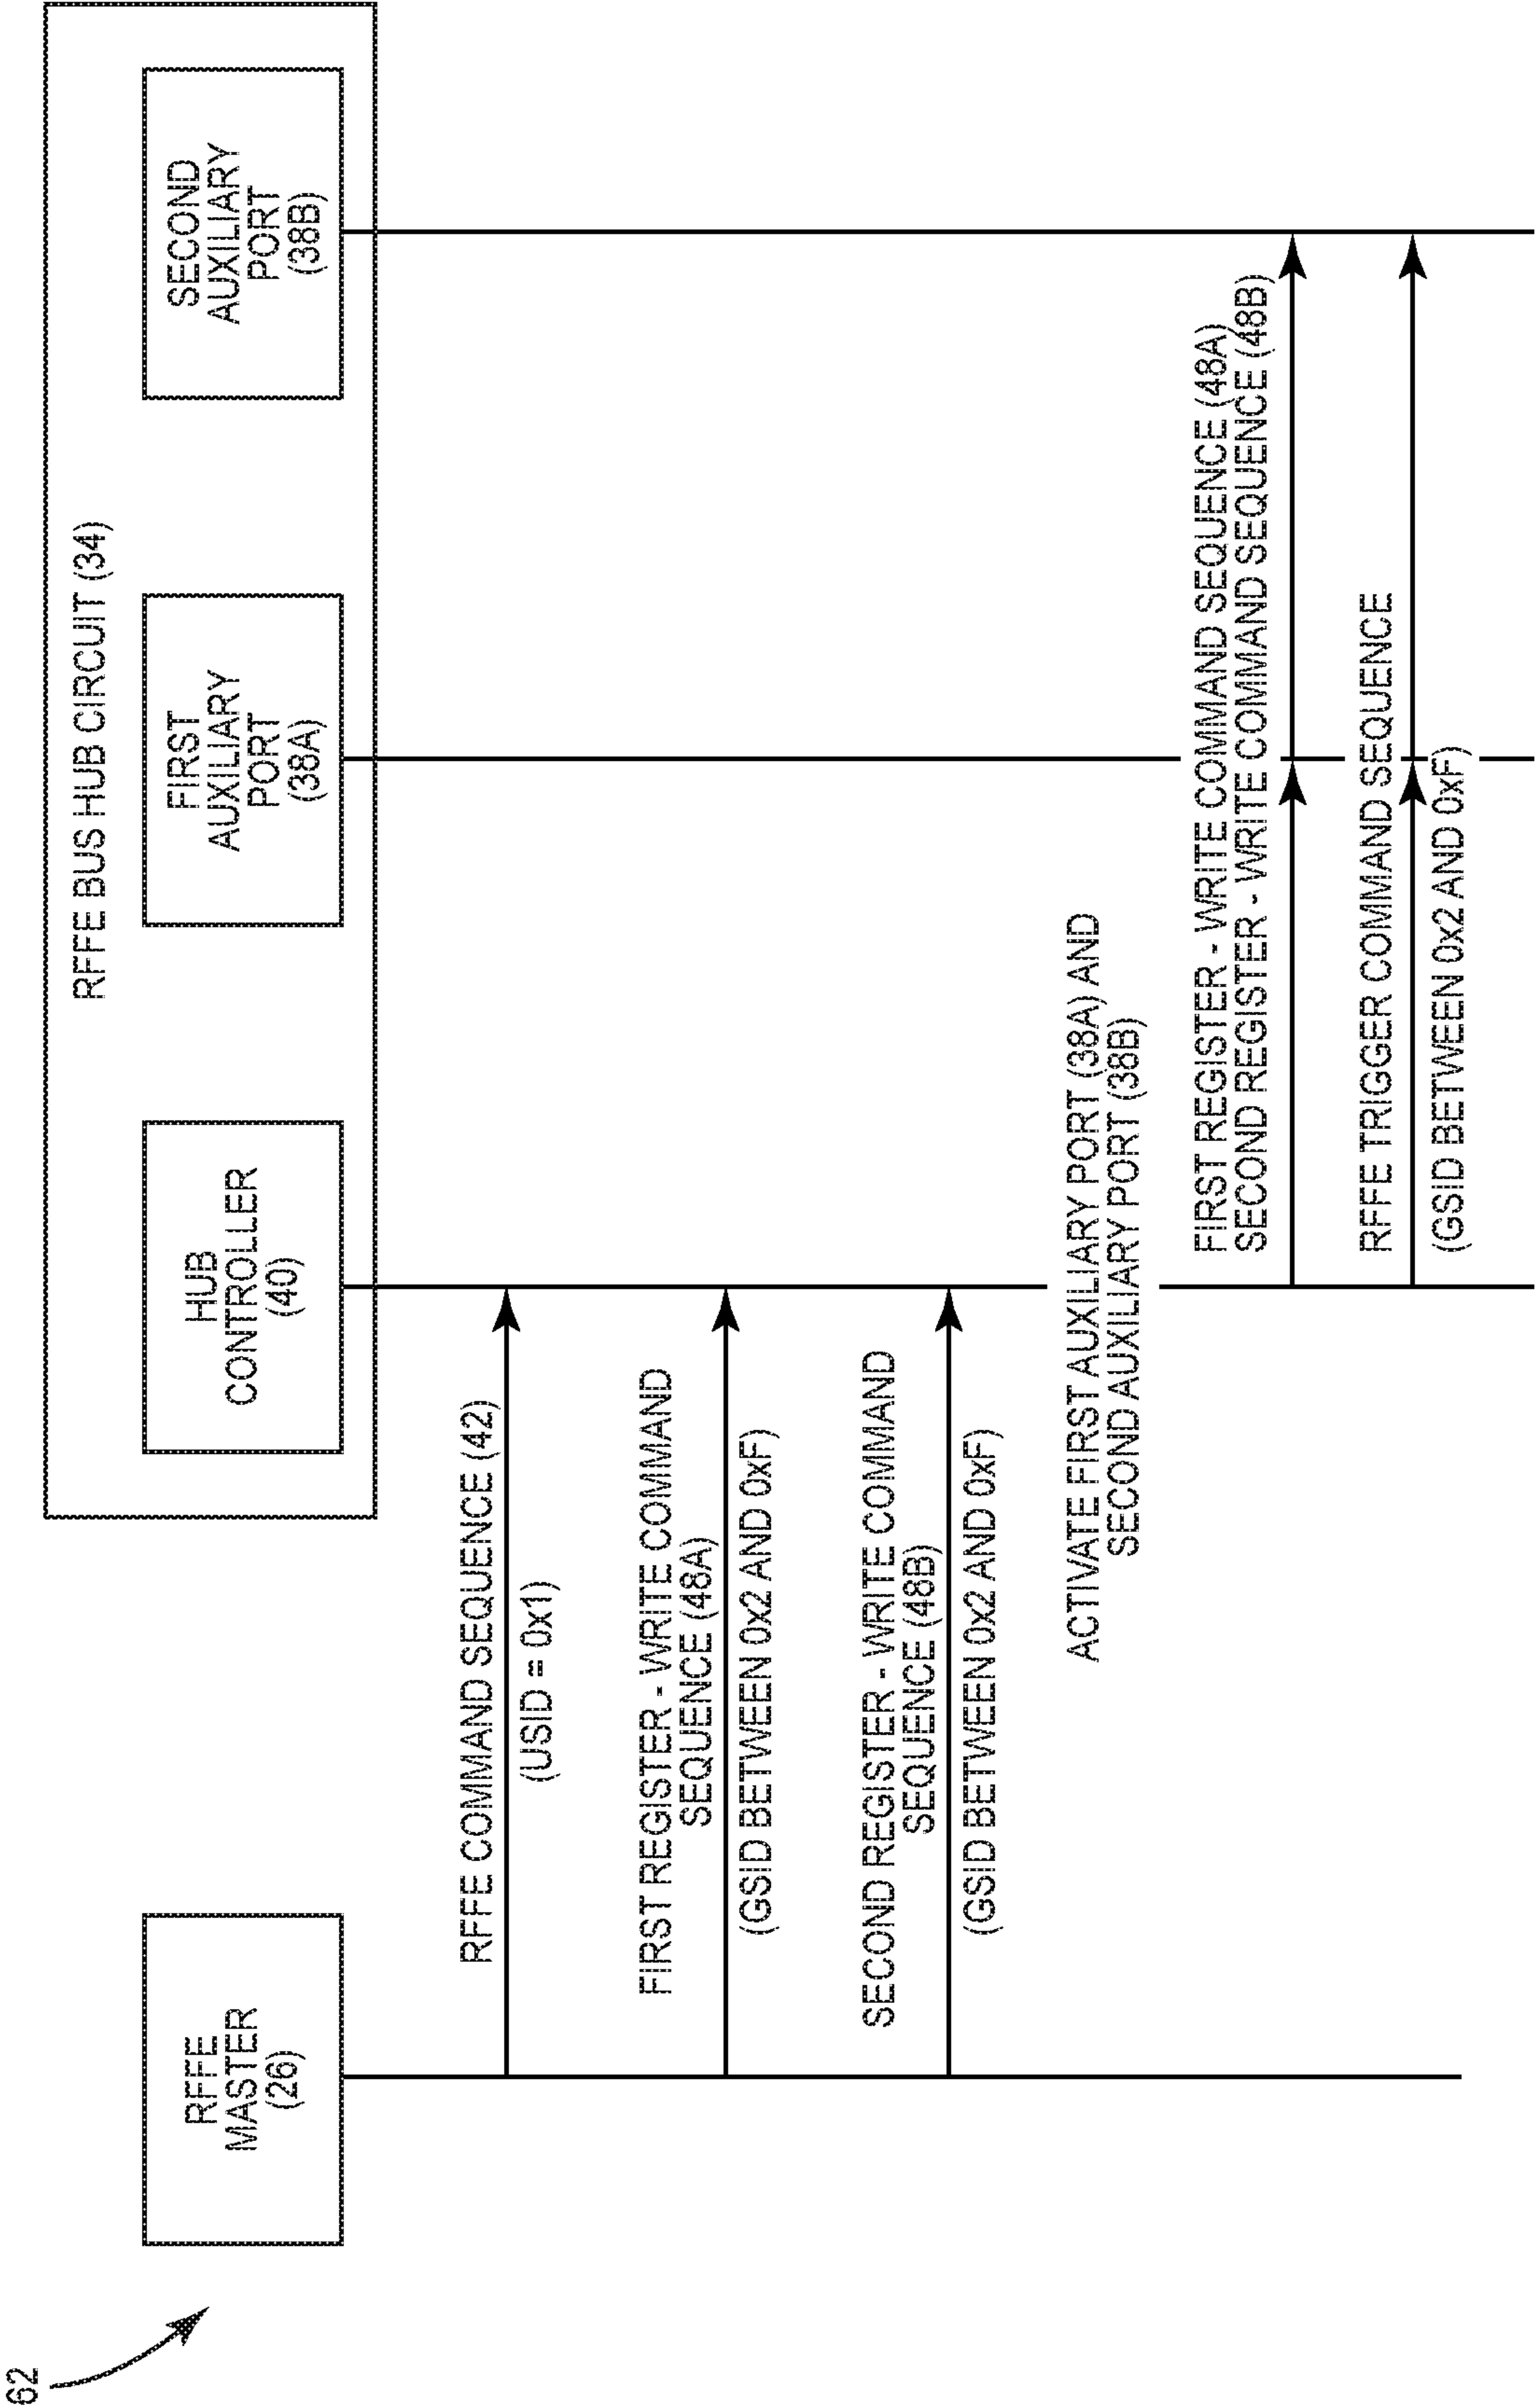 62
RFFE BUS HUB CIRCUIT (34)
RFFE
MASTER
(26)
HUB
CONTROLLER
(40)
FIRST
AUXILIARY
PORT
(38A)
SECOND
AUXILIARY
PORT
(38B)
RFFE COMMAND SEQUENCE (42)
(USID = 0x1)
FIRST REGISTER - WRITE COMMAND
SEQUENCE (48A)
(GSID BETWEEN 0x2 AND 0xF)
SECOND REGISTER - WRITE COMMAND
SEQUENCE (48B)
(GSID BETWEEN 0x2 AND 0xF)
ACTIVATE FIRST AUXILIARY PORT (38A) AND
SECOND AUXILIARY PORT (38B)
FIRST REGISTER - WRITE COMMAND SEQUENCE (48A)
SECOND REGISTER - WRITE COMMAND SEQUENCE (48B)
RFFE TRIGGER COMMAND SEQUENCE
(GSID BETWEEN 0x2 AND 0xF)